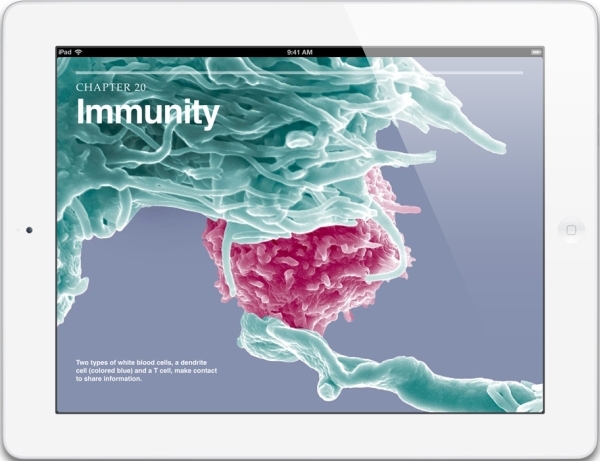 iPad 9:41 AM
CHAPTER 20
Immunity
Two types of white blood cells, a dendrite
cell (colored blue) and a T cell, make contact
to share information.